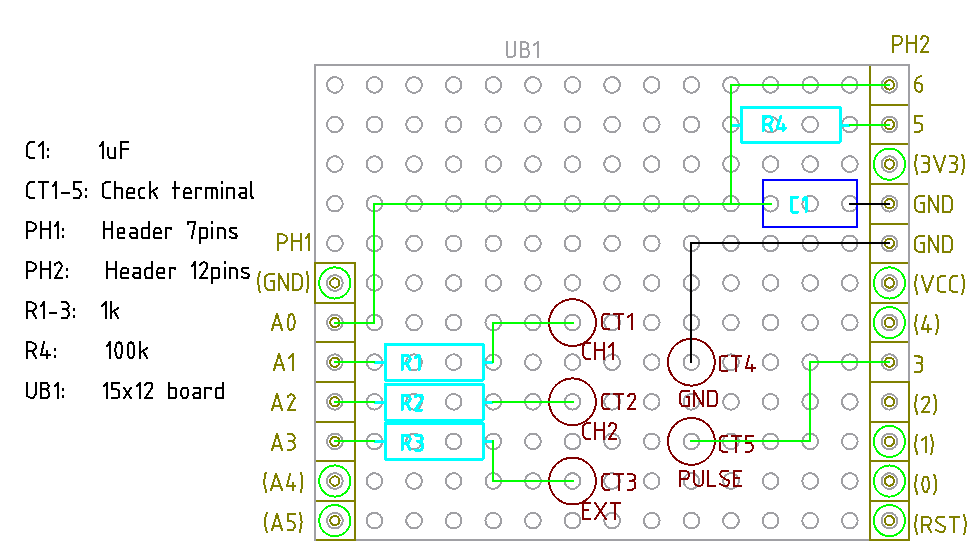 UB1
PH2
6
R4
5
C1: 1uF
(3V3)
CT1-5: Check terminal
C1
GND
PH1: Header 7pins
PH1
GND
PH2: Header 12pins
(GND)
(VCC)
R1-3: 1k
A0
CT1
(4)
R4: 100k
CH1
A1
R1
CT4
3
UB1: 15x12 board
GND
A2
R2
CT2
(2)
CH2
A3
R3
CT5
(1)
PULSE
(A4)
CT3
(0)
EXT
(A5)
(RST)